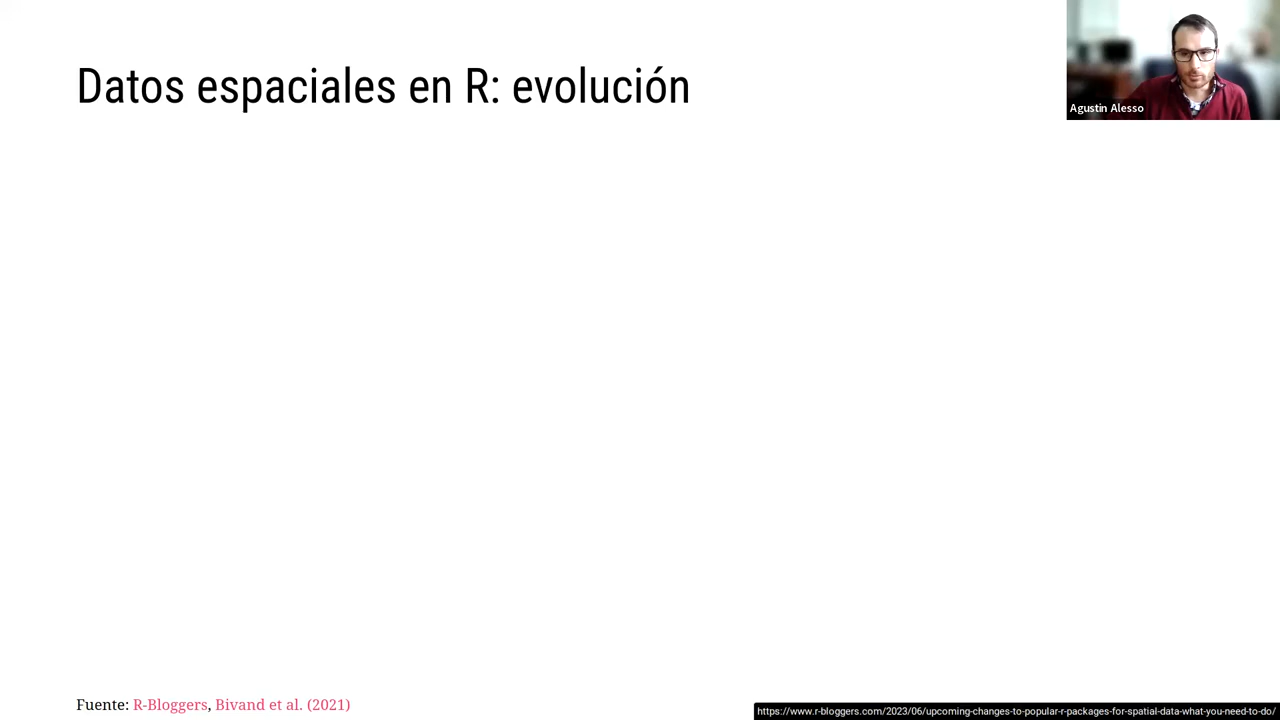 Datos espaciales en R: evolución
Agustín Alesso
Fuente: R-Bloggers, Bivand et al. (2021)
https://www.r-bloggers.com/2023/06/upcoming-changes-to-popular-r-packages-for-spatial-data-what-you-need-to-do/